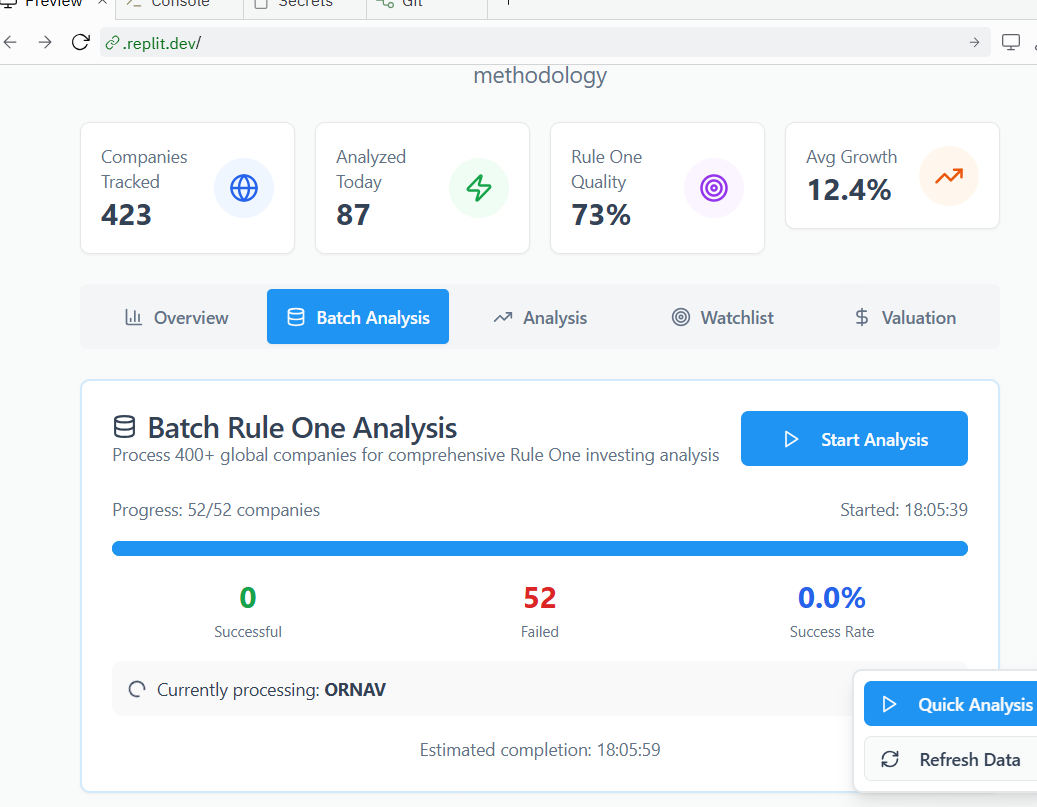 Preview Console Secrets Git
.replit.dev/
methodology
Companies
Tracked
423
Analyzed
Today
87
Rule One
Quality
73%
Avg Growth
12.4%
Overview
Batch Analysis
Analysis
Watchlist
Valuation
Batch Rule One Analysis
Process 400+ global companies for comprehensive Rule One investing analysis
Start Analysis
Progress: 52/52 companies
Started: 18:05:39
0
Successful
52
Failed
0.0%
Success Rate
Currently processing: ORNAV
Estimated completion: 18:05:59
Quick Analysis
Refresh Data